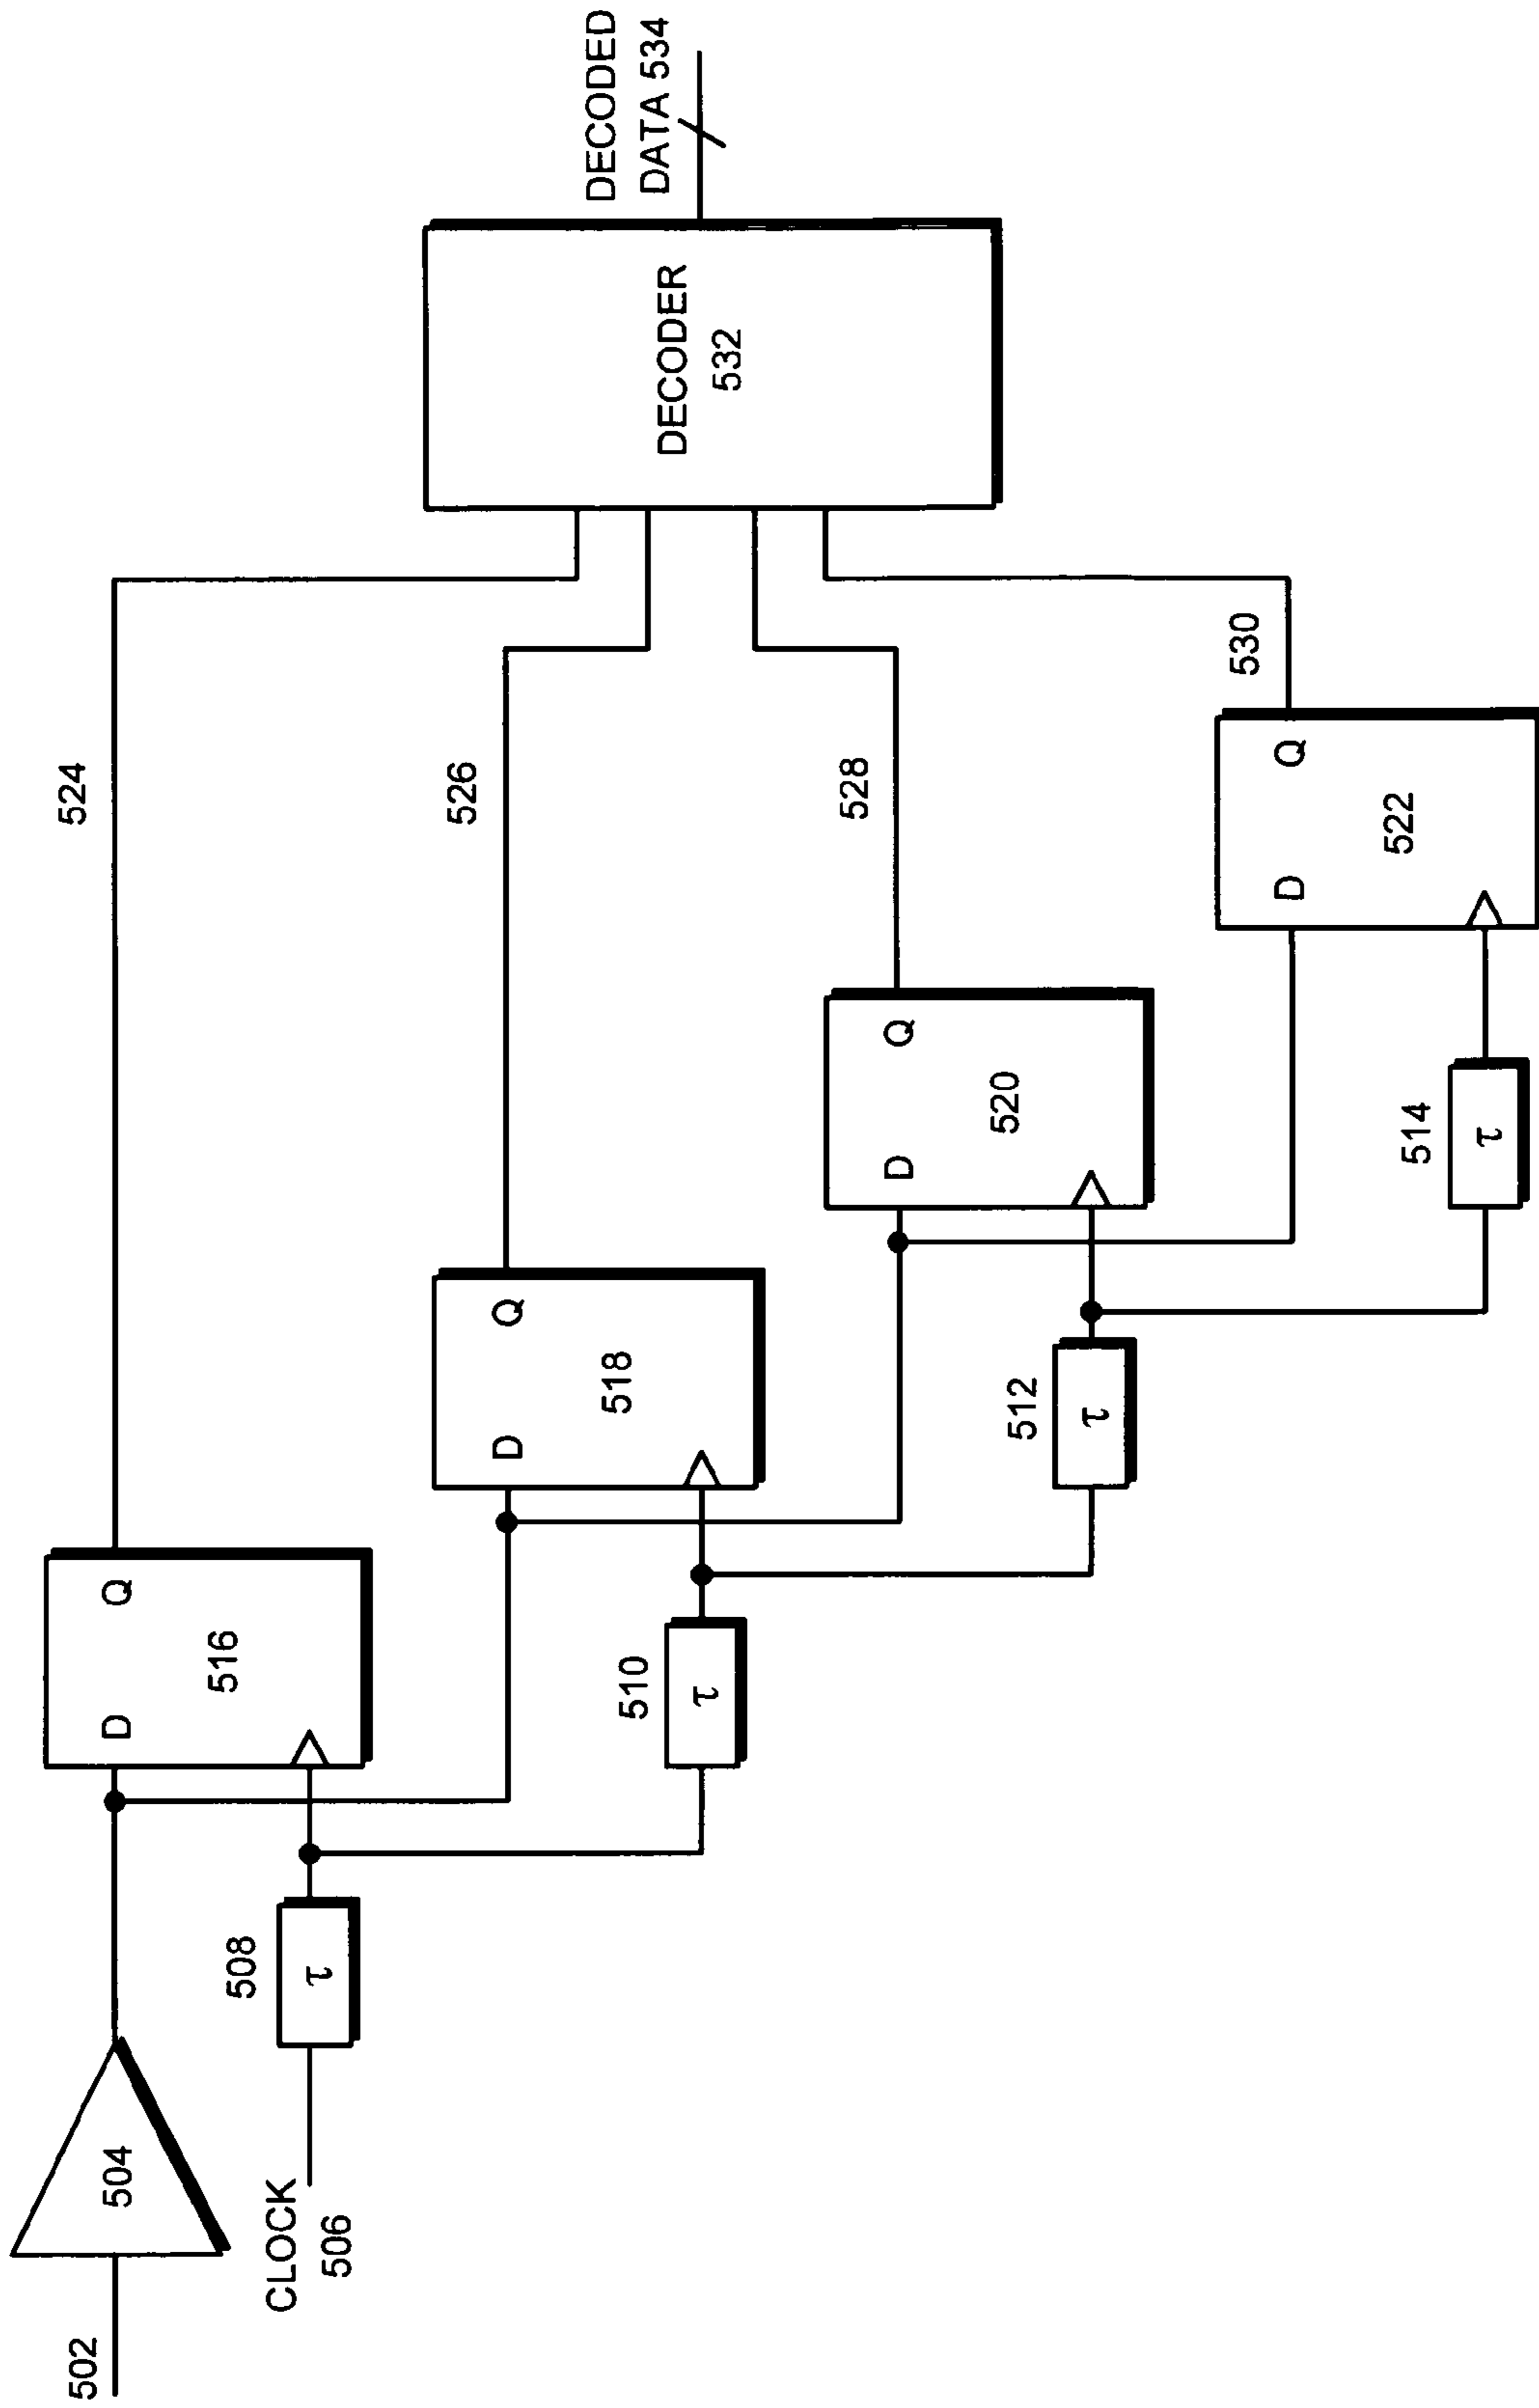 502
504
CLOCK
506
508
τ
D
Q
516
524
510
τ
D
Q
518
526
512
τ
D
Q
520
528
514
τ
D
Q
522
530
DECODER
532
DECODED
DATA 534